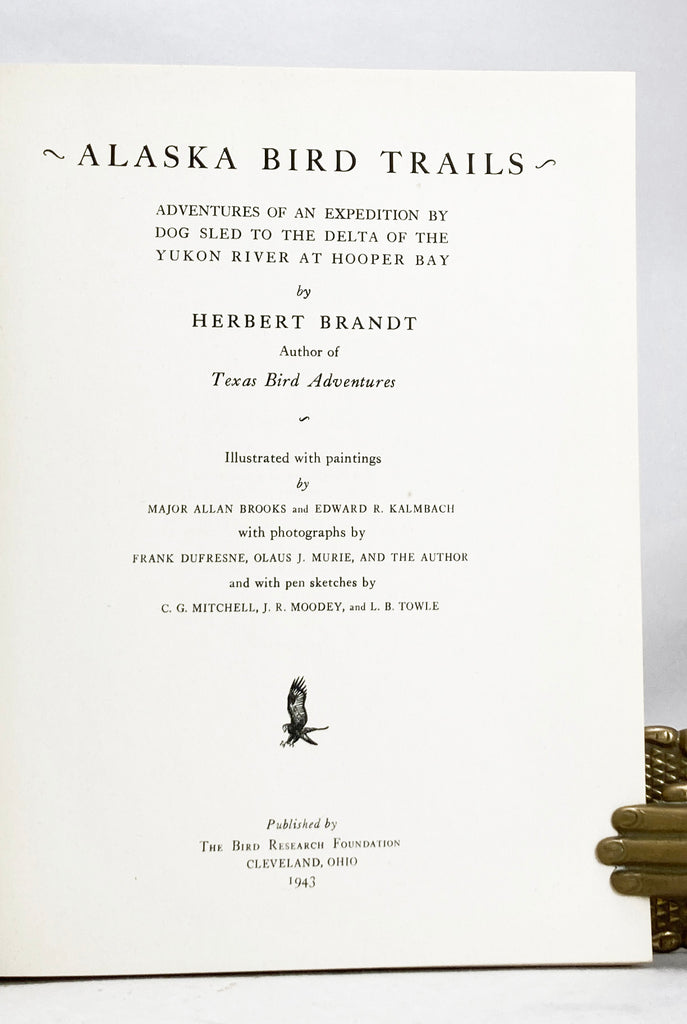 ~ ALASKA BIRD TRAILS ~
ADVENTURES OF AN EXPEDITION BY
DOG SLED TO THE DELTA OF THE
YUKON RIVER AT HOOPER BAY
by
HERBERT BRANDT
Author of
Texas Bird Adventures
~
Illustrated with paintings
by
MAJOR ALLAN BROOKS and EDWARD R. KALMBACH
with photographs by
FRANK DUFRESNE, OLAUS J. MURIE, AND THE AUTHOR
and with pen sketches by
C. G. MITCHELL, J. R. MOODEY, and L. B. TOWLE
Published by
THE BIRD RESEARCH FOUNDATION
CLEVELAND, OHIO
1943